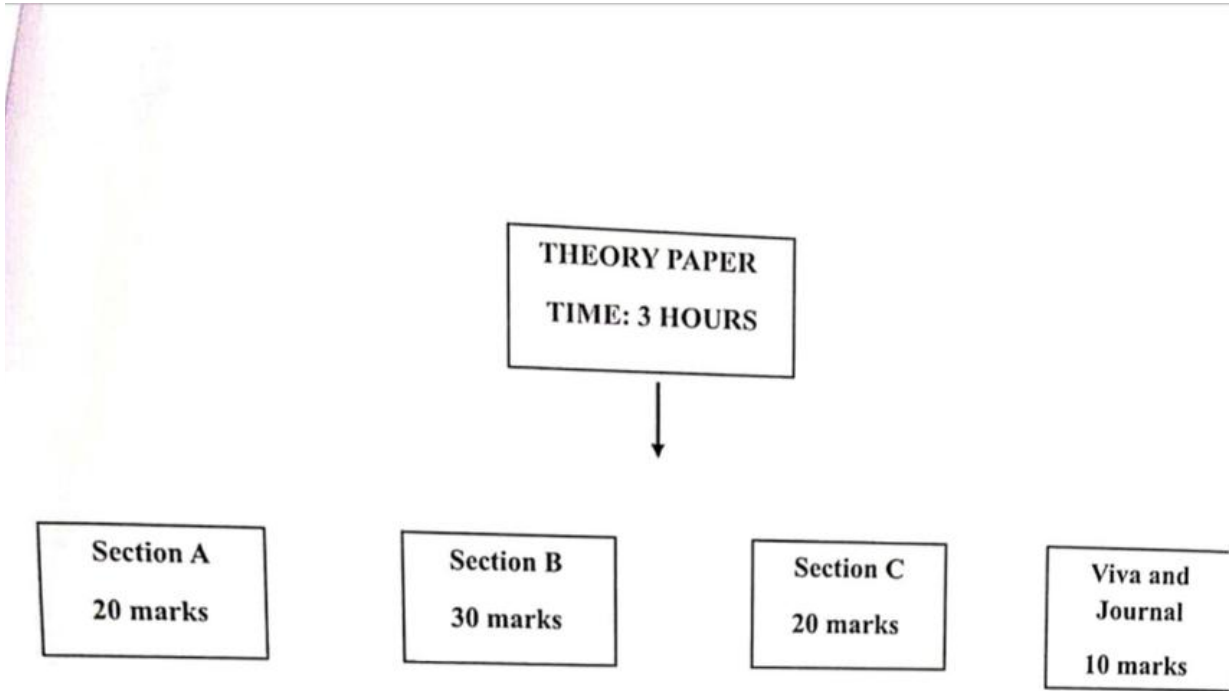 THEORY PAPER
TIME: 3 HOURS
Section A
20 marks
Section B
30 marks
Section C
20 marks
Viva and
Journal
10 marks